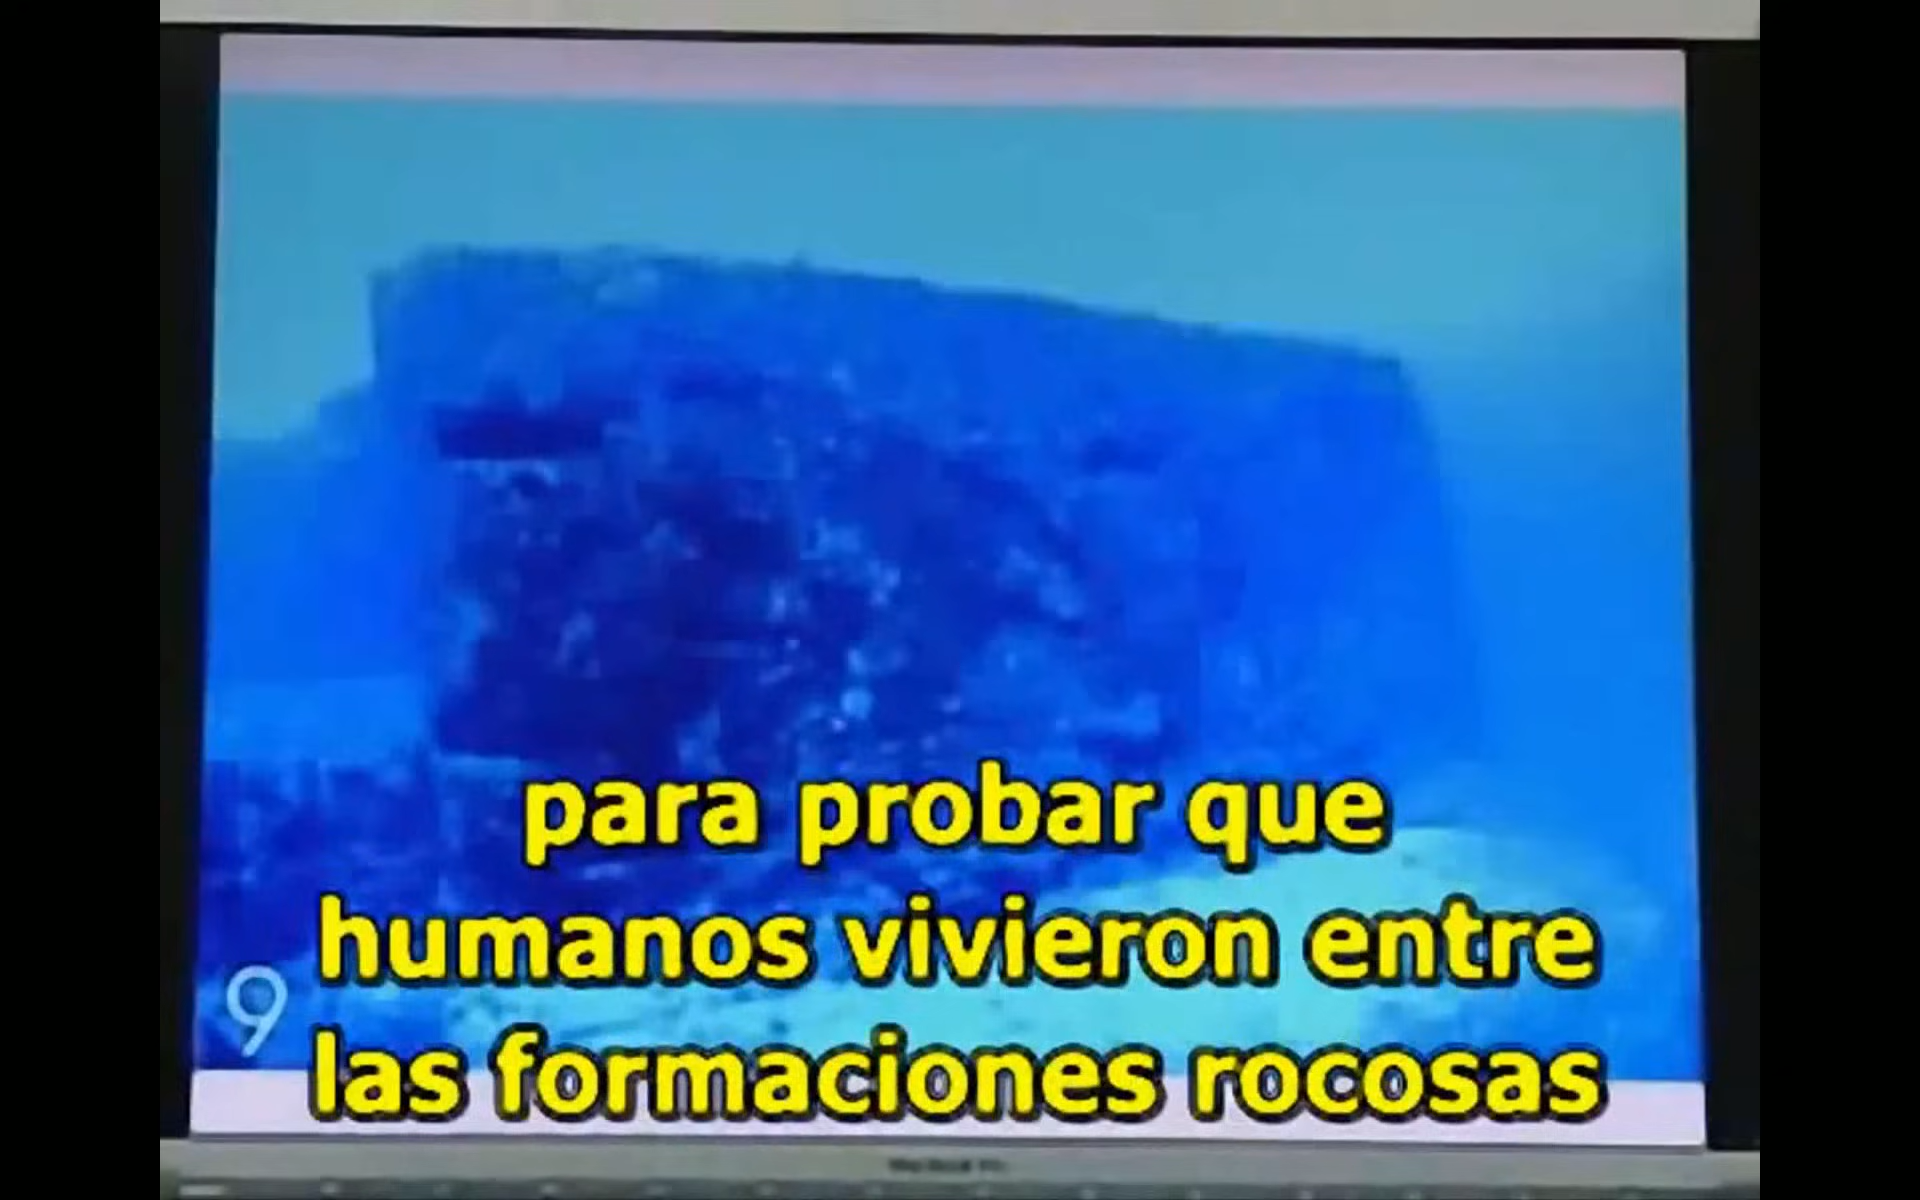 para probar que
humanos vivieron entre
9
las formaciones rocosas